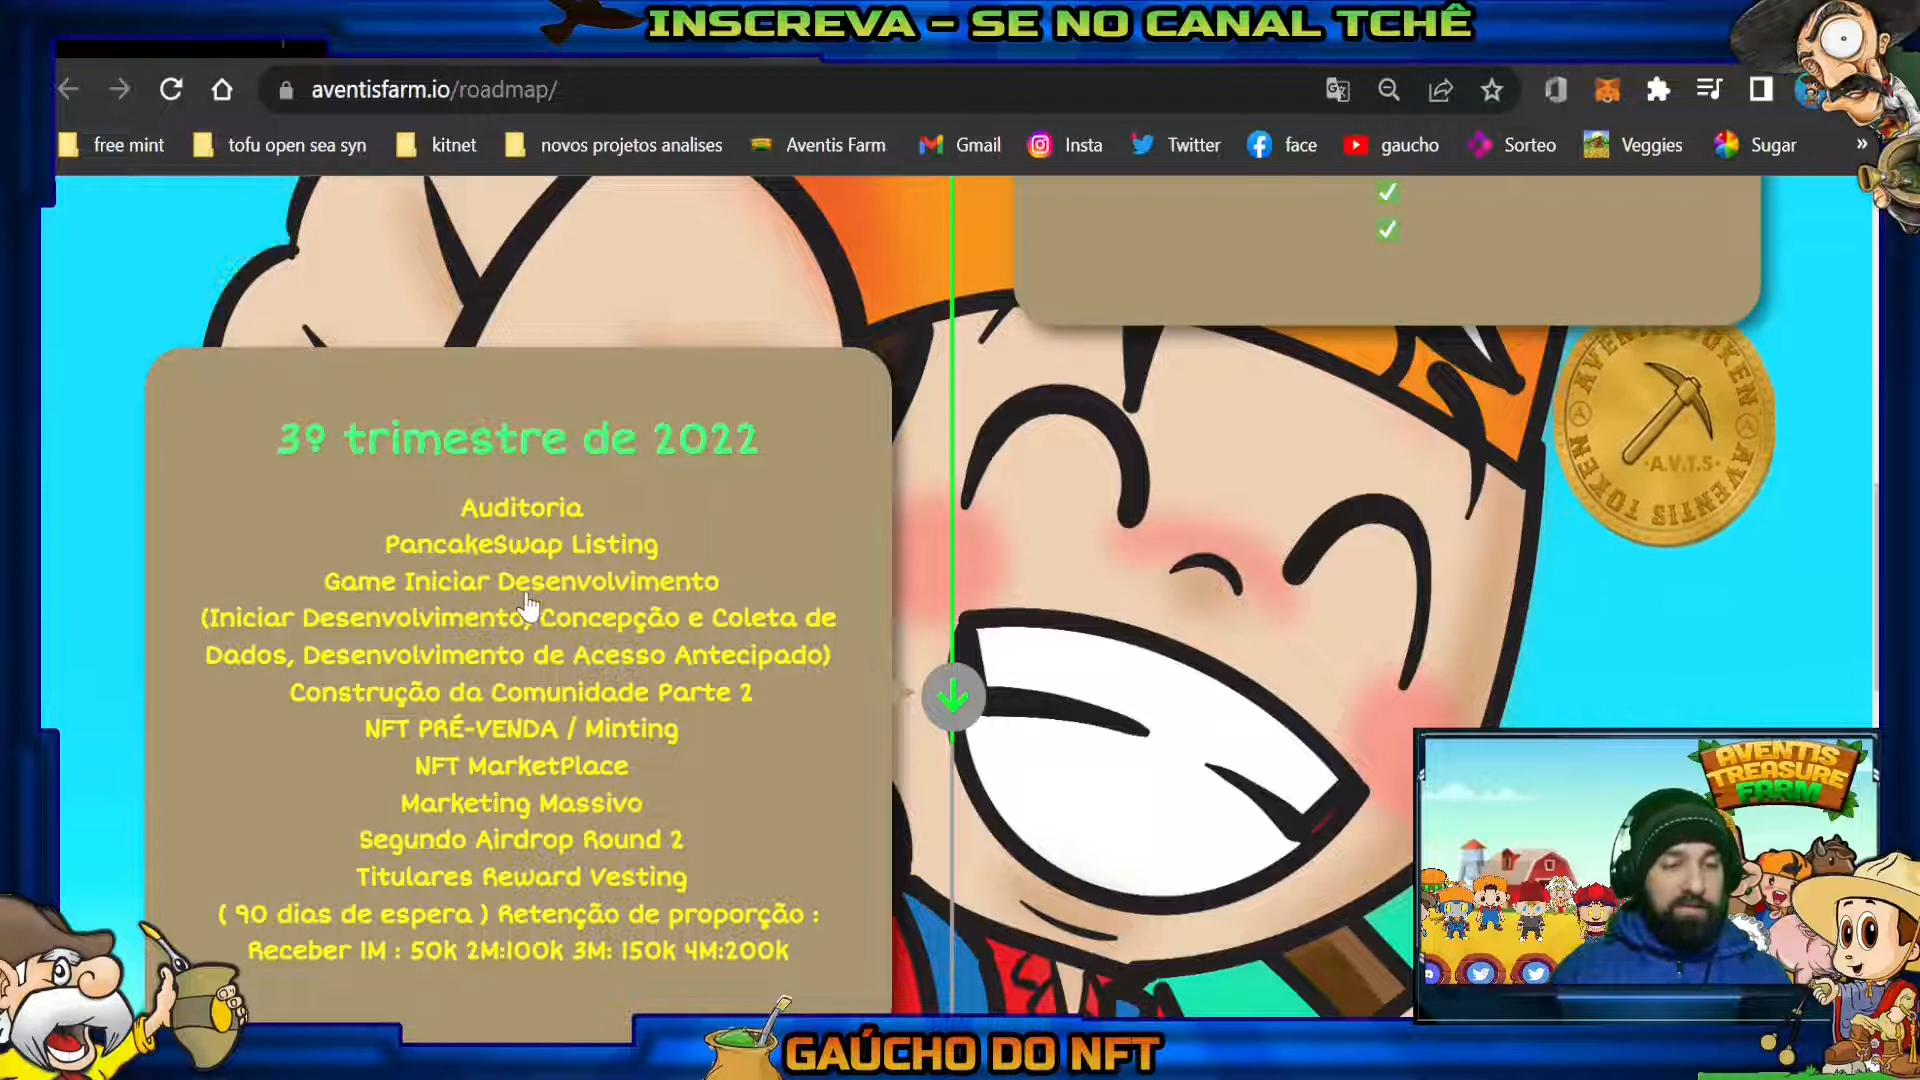 INSCREVA - SE NO CANAL TCHÊ
aventisfarm.io/roadmap/
free mint
tofu open sea syn
kitnet
novos projetos analises
Aventis Farm
Gmail
Insta
Twitter
face
gaucho
Sorteo
Veggies
Sugar
»
3º trimestre de 2022
Auditoria
PancakeSwap Listing
Game Iniciar Desenvolvimento
(Iniciar Desenvolvimento, Concepção e Coleta de
Dados, Desenvolvimento de Acesso Antecipado)
Construção da Comunidade Parte 2
NFT PRÉ-VENDA / Minting
NFT MarketPlace
Marketing Massivo
Segundo Airdrop Round 2
Titulares Reward Vesting
( 90 dias de espera ) Retenção de proporção :
Receber 1M : 50k 2M:100k 3M: 150k 4M:200k
AVENTIS TOKEN
·A.V.T.S·
AVENTIS TOKEN
AVENTIS
TREASURE
FARM
GAÚCHO DO NFT